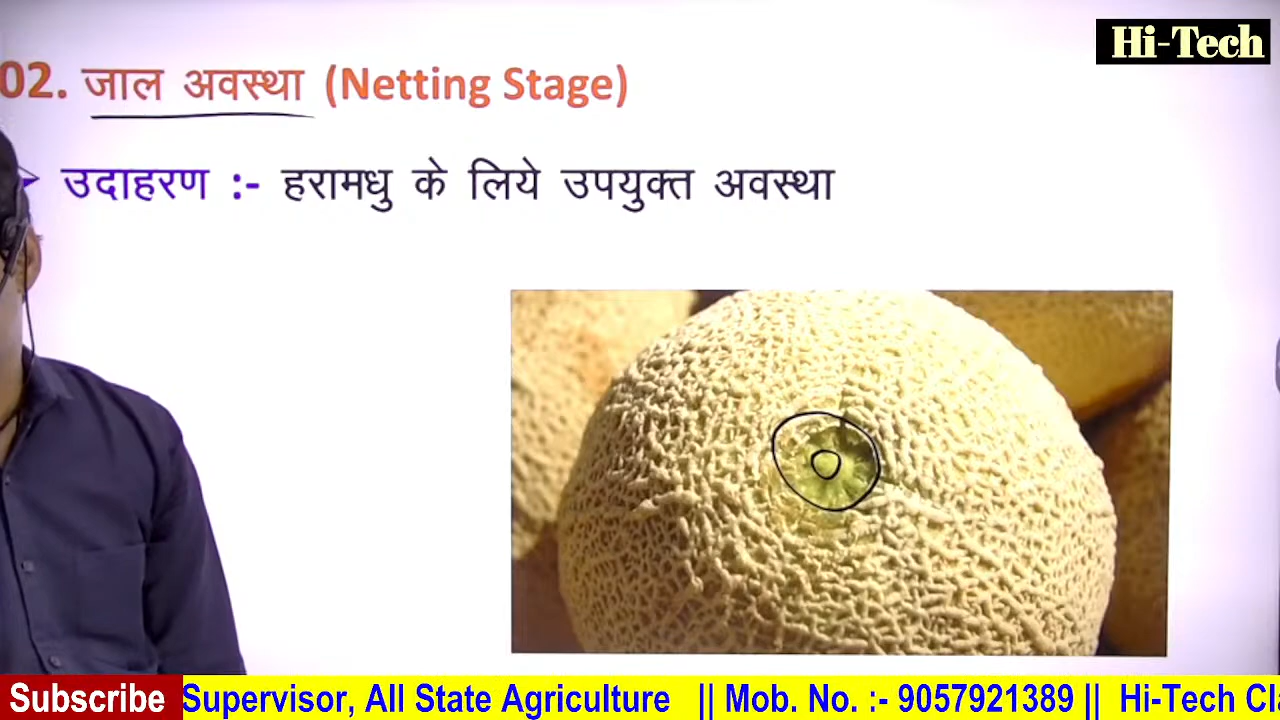 Hi-Tech
02. जाल अवस्था (Netting Stage)
उदाहरण :- हरामधु के लिये उपयुक्त अवस्था
Subscribe Supervisor, All State Agriculture || Mob. No. :- 9057921389 || Hi-Tech